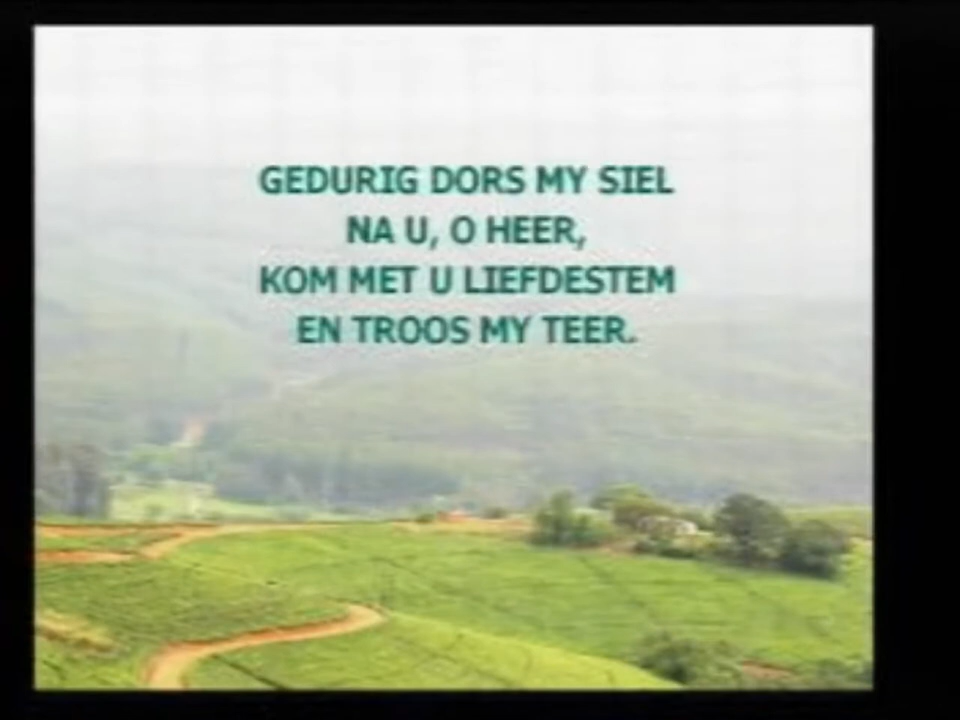 GEDURIG DORS MY SIEL
NA U, O HEER,
KOM MET U LIEFDESTEM
EN TROOS MY TEER.